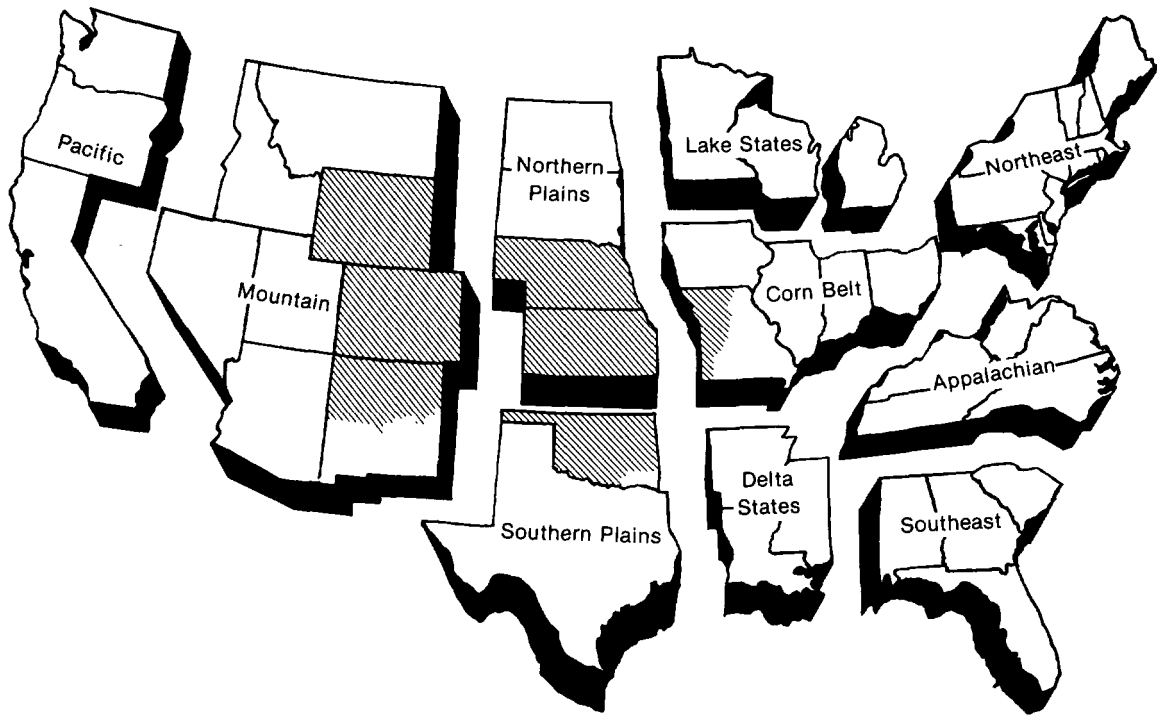 Pacific
Mountain
Northern
Plains
Lake States
Northeast
Corn Belt
Appalachian
Delta
States
Southeast
Southern Plains